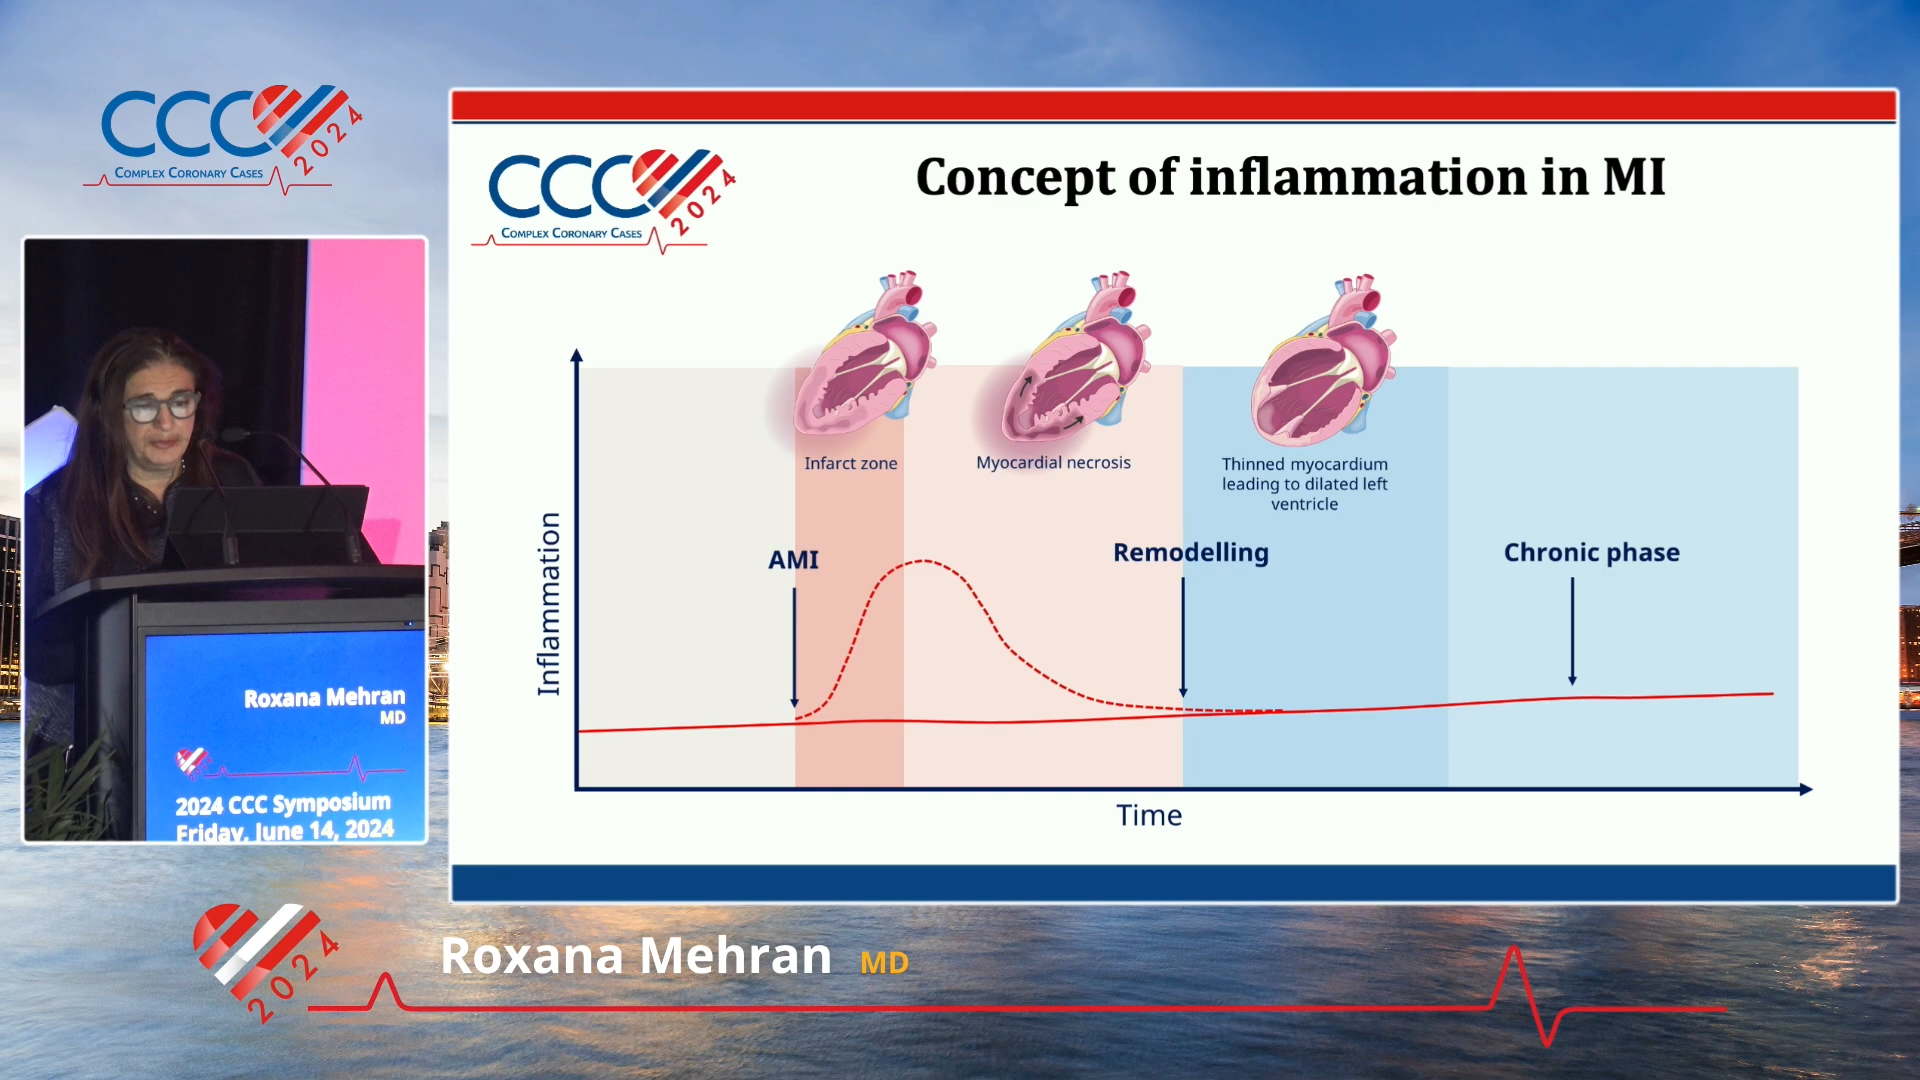 CCC 2024
COMPLEX CORONARY CASES
CCC 2024
COMPLEX CORONARY CASES
Concept of inflammation in MI
Infarct zone
Myocardial necrosis
Thinned myocardium
leading to dilated left
ventricle
AMI
Remodelling
Chronic phase
Inflammation
Time
Roxana Mehran
MD
2024 CCC Symposium
Friday, June 14, 2024
2024
Roxana Mehran MD